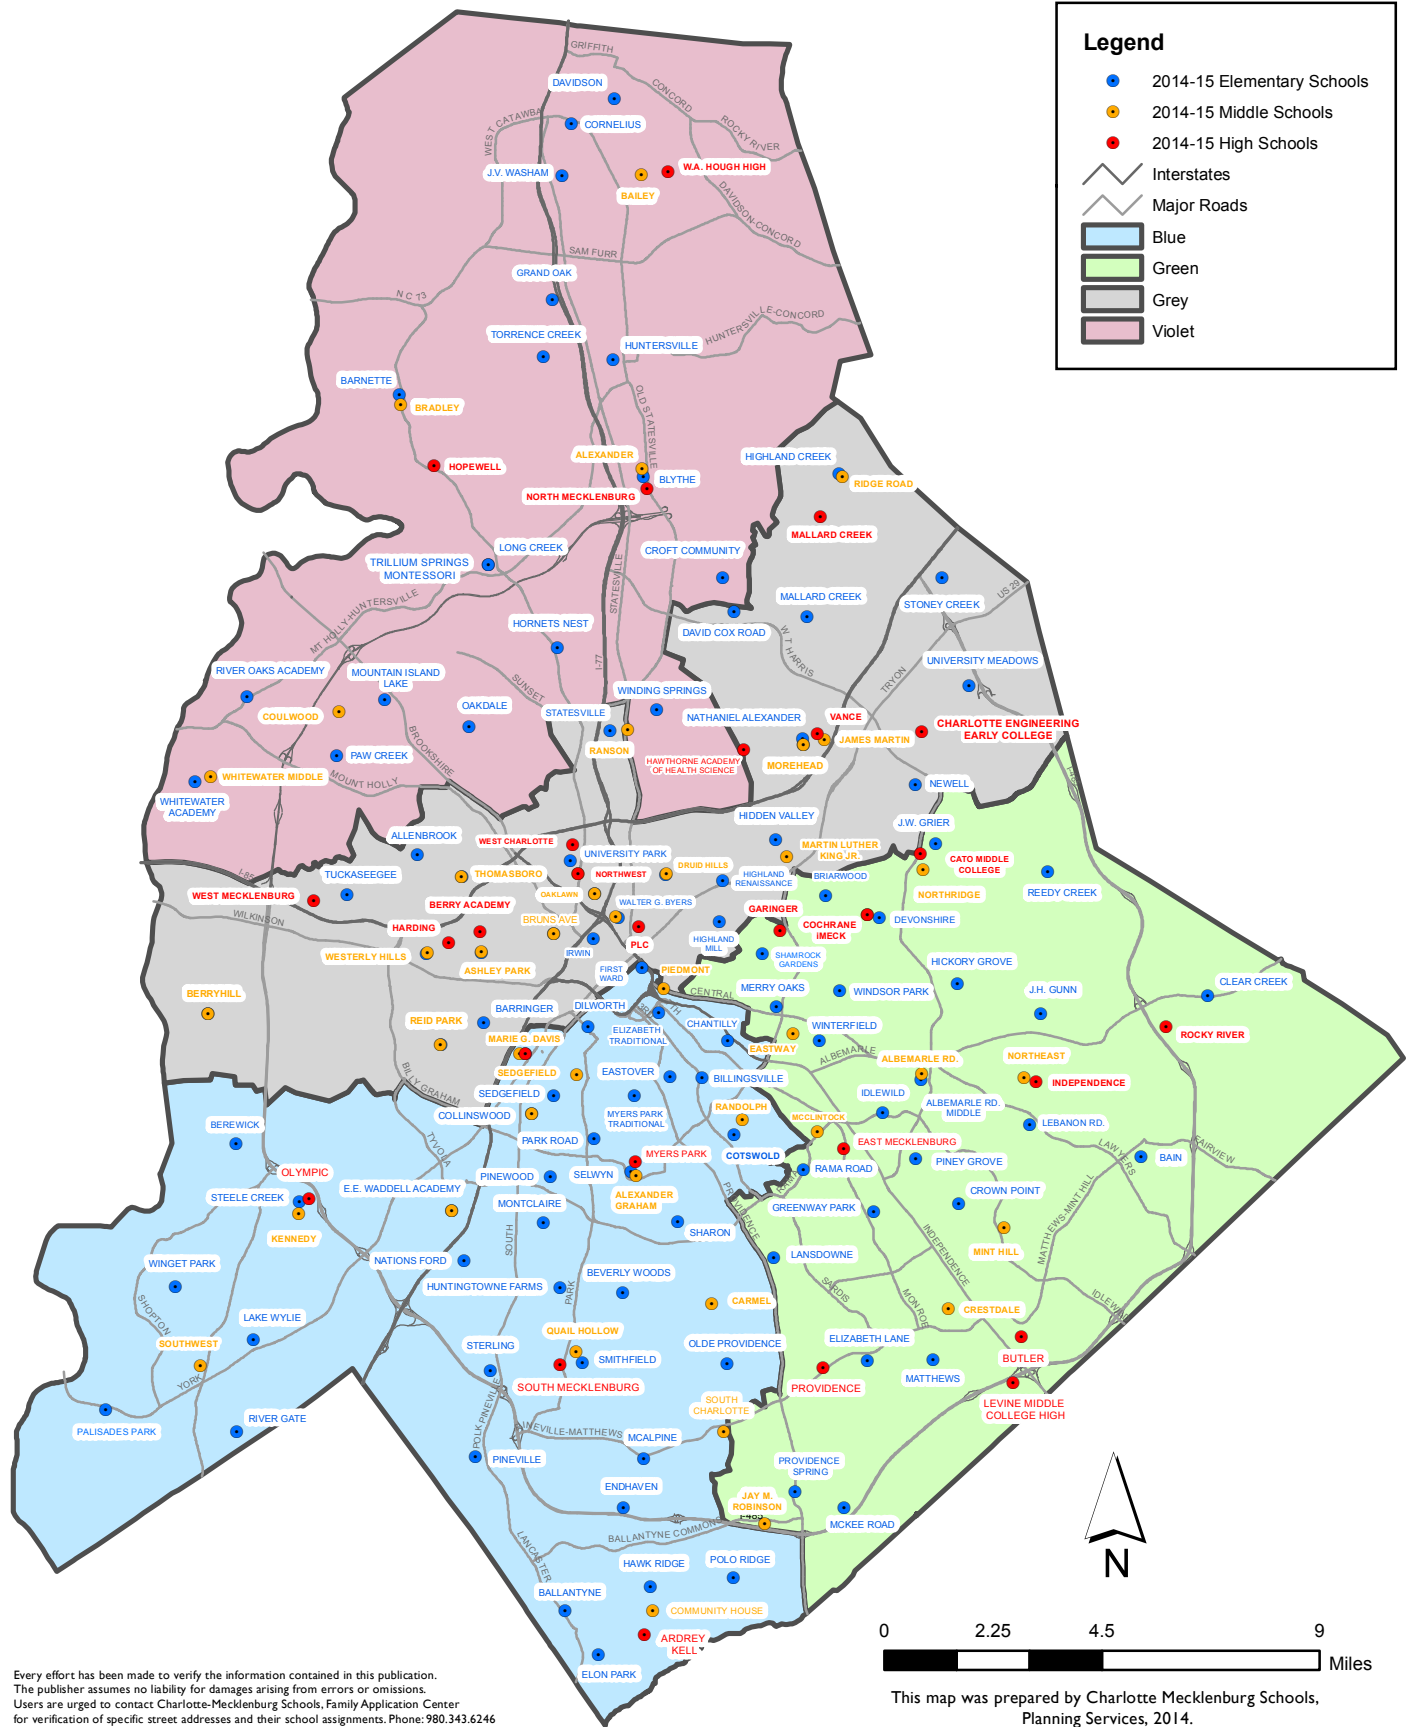 Legend
2014-15 Elementary Schools
2014-15 Middle Schools
2014-15 High Schools
Interstates
Major Roads
Blue
Green
Grey
Violet
GRIFFITH
DAVIDSON
CONCORD
WEST CATAWBA
CORNELIUS
ROCKY RIVER
J.V. WASHAM
W.A. HOUGH HIGH
BAILEY
DAVIDSON-CONCORD
SAM FURR
GRAND OAK
N C 73
HUNTERSVILLE-CONCORD
TORRENCE CREEK
HUNTERSVILLE
BARNETTE
BRADLEY
OLD STATESVILLE
ALEXANDER
HIGHLAND CREEK
HOPEWELL
BLYTHE
RIDGE ROAD
NORTH MECKLENBURG
MALLARD CREEK
LONG CREEK
CROFT COMMUNITY
TRILLIUM SPRINGS
MONTESSORI
STATESVILLE
MT HOLLY-HUNTERSVILLE
MALLARD CREEK
STONEY CREEK
US 29
HORNETS NEST
DAVID COX ROAD
W T HARRIS
I-77
RIVER OAKS ACADEMY
MOUNTAIN ISLAND
LAKE
SUNSET
UNIVERSITY MEADOWS
TRYON
WINDING SPRINGS
COULWOOD
OAKDALE
STATESVILLE
NATHANIEL ALEXANDER
VANCE
CHARLOTTE ENGINEERING
EARLY COLLEGE
BROOKSHIRE
RANSON
JAMES MARTIN
PAW CREEK
HAWTHORNE ACADEMY
OF HEALTH SCIENCE
MOREHEAD
WHITEWATER MIDDLE
MOUNT HOLLY
I-485
WHITEWATER
ACADEMY
NEWELL
HIDDEN VALLEY
J.W. GRIER
ALLENBROOK
WEST CHARLOTTE
UNIVERSITY PARK
MARTIN LUTHER
KING JR.
CATO MIDDLE
COLLEGE
I-85
TUCKASEEGEE
THOMASBORO
NORTHWEST
DRUID HILLS
HIGHLAND
RENAISSANCE
BRIARWOOD
REEDY CREEK
WEST MECKLENBURG
OAKLAWN
NORTHRIDGE
BERRY ACADEMY
WALTER G. BYERS
WILKINSON
BRUNS AVE
GARINGER
COCHRANE
iMECK
DEVONSHIRE
HARDING
PLC
HIGHLAND
MILL
WESTERLY HILLS
IRWIN
SHAMROCK
GARDENS
ASHLEY PARK
FIRST
WARD
PIEDMONT
HICKORY GROVE
BERRYHILL
CENTRAL
MERRY OAKS
WINDSOR PARK
J.H. GUNN
CLEAR CREEK
BARRINGER
DILWORTH
3RD
4TH
REID PARK
ELIZABETH
TRADITIONAL
CHANTILLY
WINTERFIELD
ROCKY RIVER
MARIE G. DAVIS
EASTWAY
ALBEMARLE
ALBEMARLE RD.
NORTHEAST
BILLY GRAHAM
SEDGEFIELD
EASTOVER
BILLINGSVILLE
INDEPENDENCE
SEDGEFIELD
IDLEWILD
ALBEMARLE RD.
MIDDLE
COLLINSWOOD
MYERS PARK
TRADITIONAL
RANDOLPH
MCCLINTOCK
LEBANON RD.
BEREWICK
TYVOLA
PARK ROAD
EAST MECKLENBURG
LAWYERS
FAIRVIEW
COTSWOLD
MYERS PARK
PINEY GROVE
BAIN
OLYMPIC
PINEWOOD
SELWYN
RAMA ROAD
RAMA
E.E. WADDELL ACADEMY
STEELE CREEK
ALEXANDER
GRAHAM
PROVIDENCE
CROWN POINT
MONTCLAIRE
GREENWAY PARK
KENNEDY
SHARON
SOUTH
INDEPENDENCE
MATTHEWS-MINT HILL
MINT HILL
WINGET PARK
NATIONS FORD
LANSDOWNE
BEVERLY WOODS
HUNTINGTOWNE FARMS
PARK
SARDIS
CARMEL
MONROE
CRESTDALE
SHOPTON
LAKE WYLIE
QUAIL HOLLOW
SOUTHWEST
STERLING
SMITHFIELD
OLDE PROVIDENCE
ELIZABETH LANE
BUTLER
YORK
SOUTH MECKLENBURG
PROVIDENCE
MATTHEWS
SOUTH
CHARLOTTE
LEVINE MIDDLE
COLLEGE HIGH
PALISADES PARK
RIVER GATE
POLK PINEVILLE
PINEVILLE-MATTHEWS
MCALPINE
PINEVILLE
PROVIDENCE
SPRING
ENDHAVEN
JAY M.
ROBINSON
I-485
MCKEE ROAD
BALLANTYNE COMMONS
LANCASTER
HAWK RIDGE
POLO RIDGE
BALLANTYNE
COMMUNITY HOUSE
ARDREY
KELL
ELON PARK
N
0 2.25 4.5 9
Miles
This map was prepared by Charlotte Mecklenburg Schools,
Planning Services, 2014.
Every effort has been made to verify the information contained in this publication.
The publisher assumes no liability for damages arising from errors or omissions.
Users are urged to contact Charlotte-Mecklenburg Schools, Family Application Center
for verification of specific street addresses and their school assignments. Phone: 980.343.6246